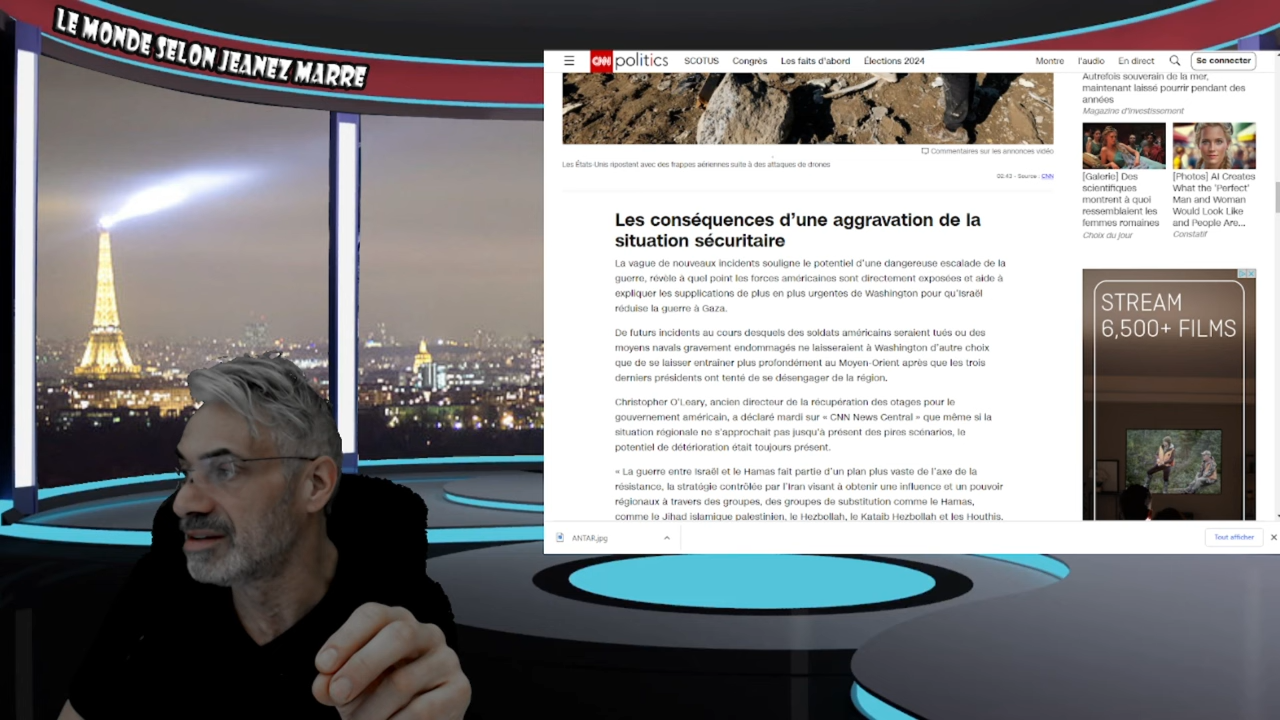 LE MONDE SELON JEANEZ MARRE
CNN politics SCOTUS Congrès Les faits d'abord Élections 2024 Montre l'audio En direct Se connecter
Commentaires sur les annonces vidéo
Les États-Unis ripostent avec des frappes aériennes suite à des attaques de drones
02:43 - Source : CNN
Les conséquences d'une aggravation de la
situation sécuritaire
La vague de nouveaux incidents souligne le potentiel d'une dangereuse escalade de la
guerre, révèle à quel point les forces américaines sont directement exposées et aide à
expliquer les supplications de plus en plus urgentes de Washington pour qu'Israël
réduise la guerre à Gaza.
De futurs incidents au cours desquels des soldats américains seraient tués ou des
moyens navals gravement endommagés ne laisseraient à Washington d'autre choix
que de se laisser entraîner plus profondément au Moyen-Orient après que les trois
derniers présidents ont tenté de se désengager de la région.
Christopher O'Leary, ancien directeur de la récupération des otages pour le
gouvernement américain, a déclaré mardi sur « CNN News Central » que même si la
situation régionale ne s'approchait pas jusqu'à présent des pires scénarios, le
potentiel de détérioration était toujours présent.
« La guerre entre Israël et le Hamas fait partie d'un plan plus vaste de l'axe de la
résistance, la stratégie contrôlée par l'Iran visant à obtenir une influence et un pouvoir
régionaux à travers des groupes, des groupes de substitution comme le Hamas,
comme le Jihad islamique palestinien, le Hezbollah, le Kataib Hezbollah et les Houthis.
Autrefois souverain de la mer,
maintenant laissé pourrir pendant des
années
Magazine d'investissement
[Galerie] Des
scientifiques
montrent à quoi
ressemblaient les
femmes romaines
Choix du jour
[Photos] AI Creates
What the 'Perfect'
Man and Woman
Would Look Like
and People Are...
Constatif
STREAM
6,500+ FILMS
ANTAR.jpg
Tout afficher